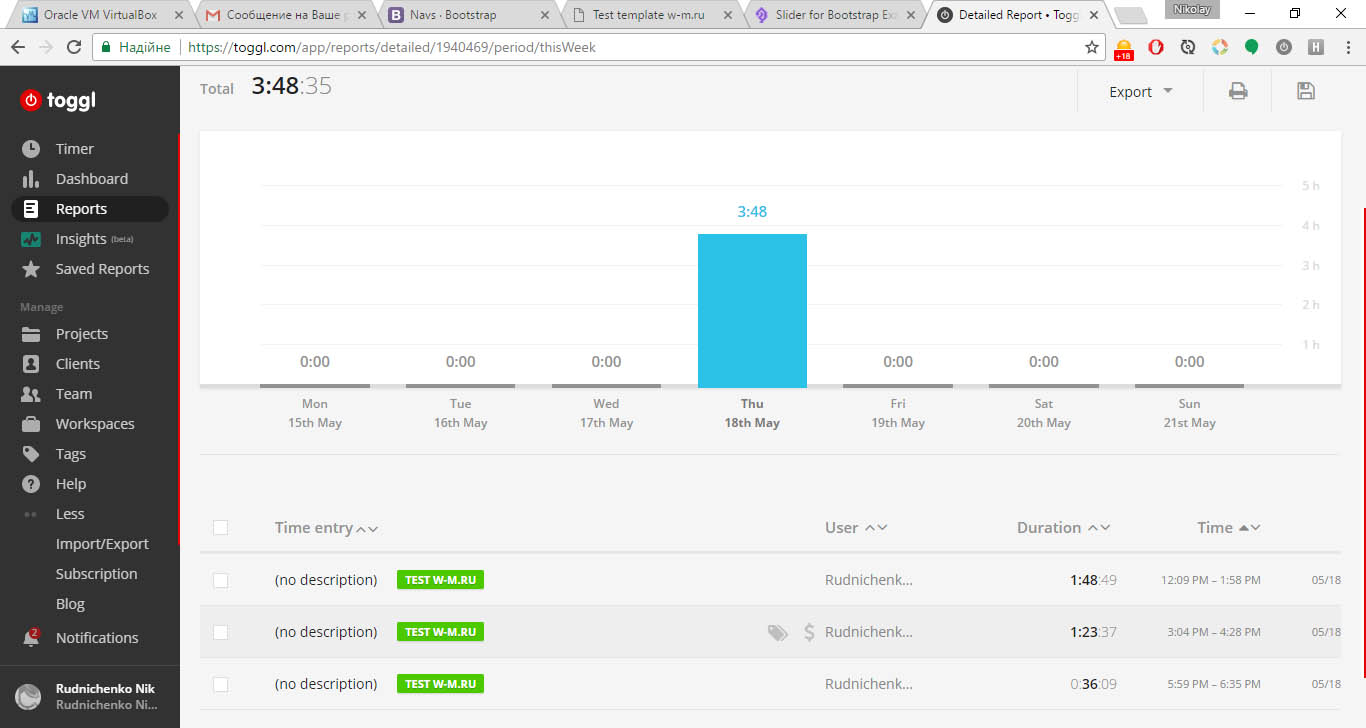 Oracle VM VirtualBox
Сообщение на Ваше
Navs · Bootstrap
Test template w-m.ru
Slider for Bootstrap Exa
Detailed Report • Togg
Nikolay
Надійне
https://toggl.com/app/reports/detailed/1940469/period/thisWeek
+18
H
toggl
Timer
Dashboard
Reports
Insights (beta)
Saved Reports
Manage
Projects
Clients
Team
Workspaces
Tags
Help
Less
Import/Export
Subscription
Blog
2
Notifications
Rudnichenko Nik
Rudnichenko Ni...
Total 3:48:35
Export
5 h
4 h
3 h
2 h
1 h
0:00
0:00
0:00
3:48
0:00
0:00
0:00
Mon
15th May
Tue
16th May
Wed
17th May
Thu
18th May
Fri
19th May
Sat
20th May
Sun
21st May
Time entry User Duration Time
(no description) TEST W-M.RU Rudnichenk... 1:48:49 12:09 PM – 1:58 PM 05/18
(no description) TEST W-M.RU $ Rudnichenk... 1:23:37 3:04 PM – 4:28 PM 05/18
(no description) TEST W-M.RU Rudnichenk... 0:36:09 5:59 PM – 6:35 PM 05/18